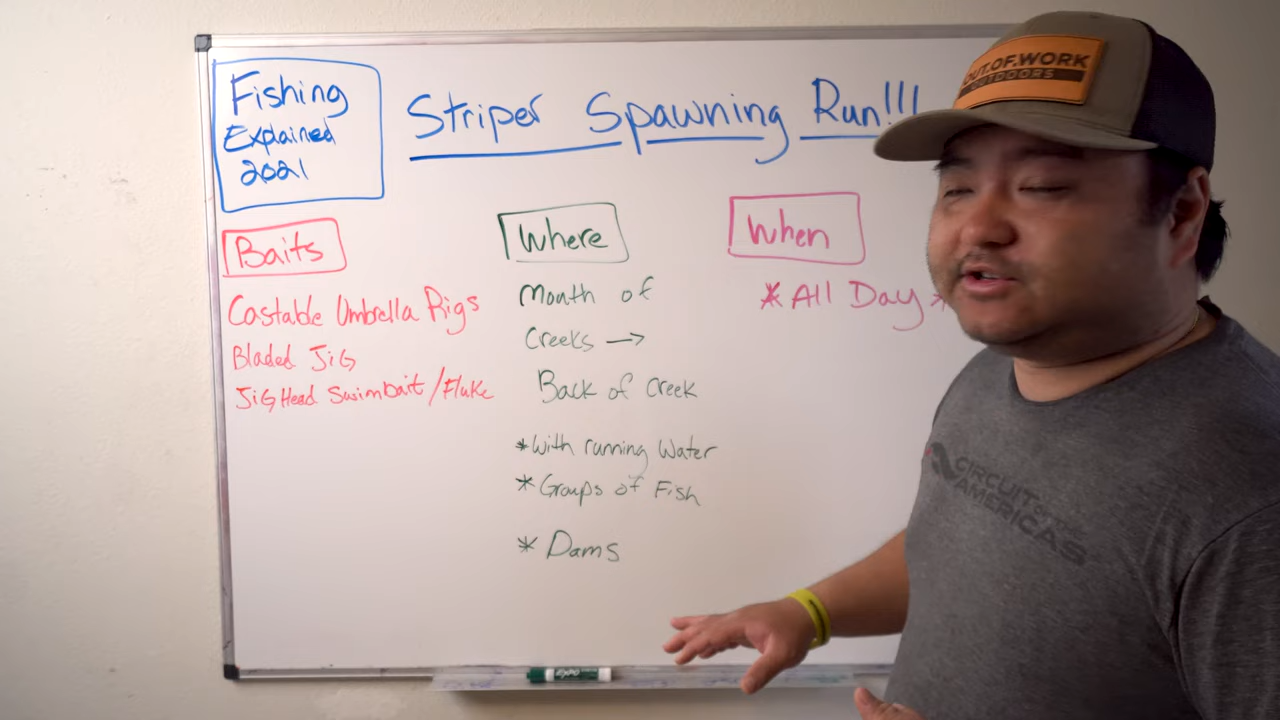 Fishing
Explained
2021
Striper Spawning Run!!!
Baits
Castable Umbrella Rigs
Bladed JiG
JiGHead Swimbait/Fluke
Where
Mouth of
Creeks →
Back of Creek
*With running Water
*Groups of Fish
* Dams
When
*All Day*
EXPO
OUT.OF.WORK
OUTDOORS
CIRCUIT OF THE
AMERICAS